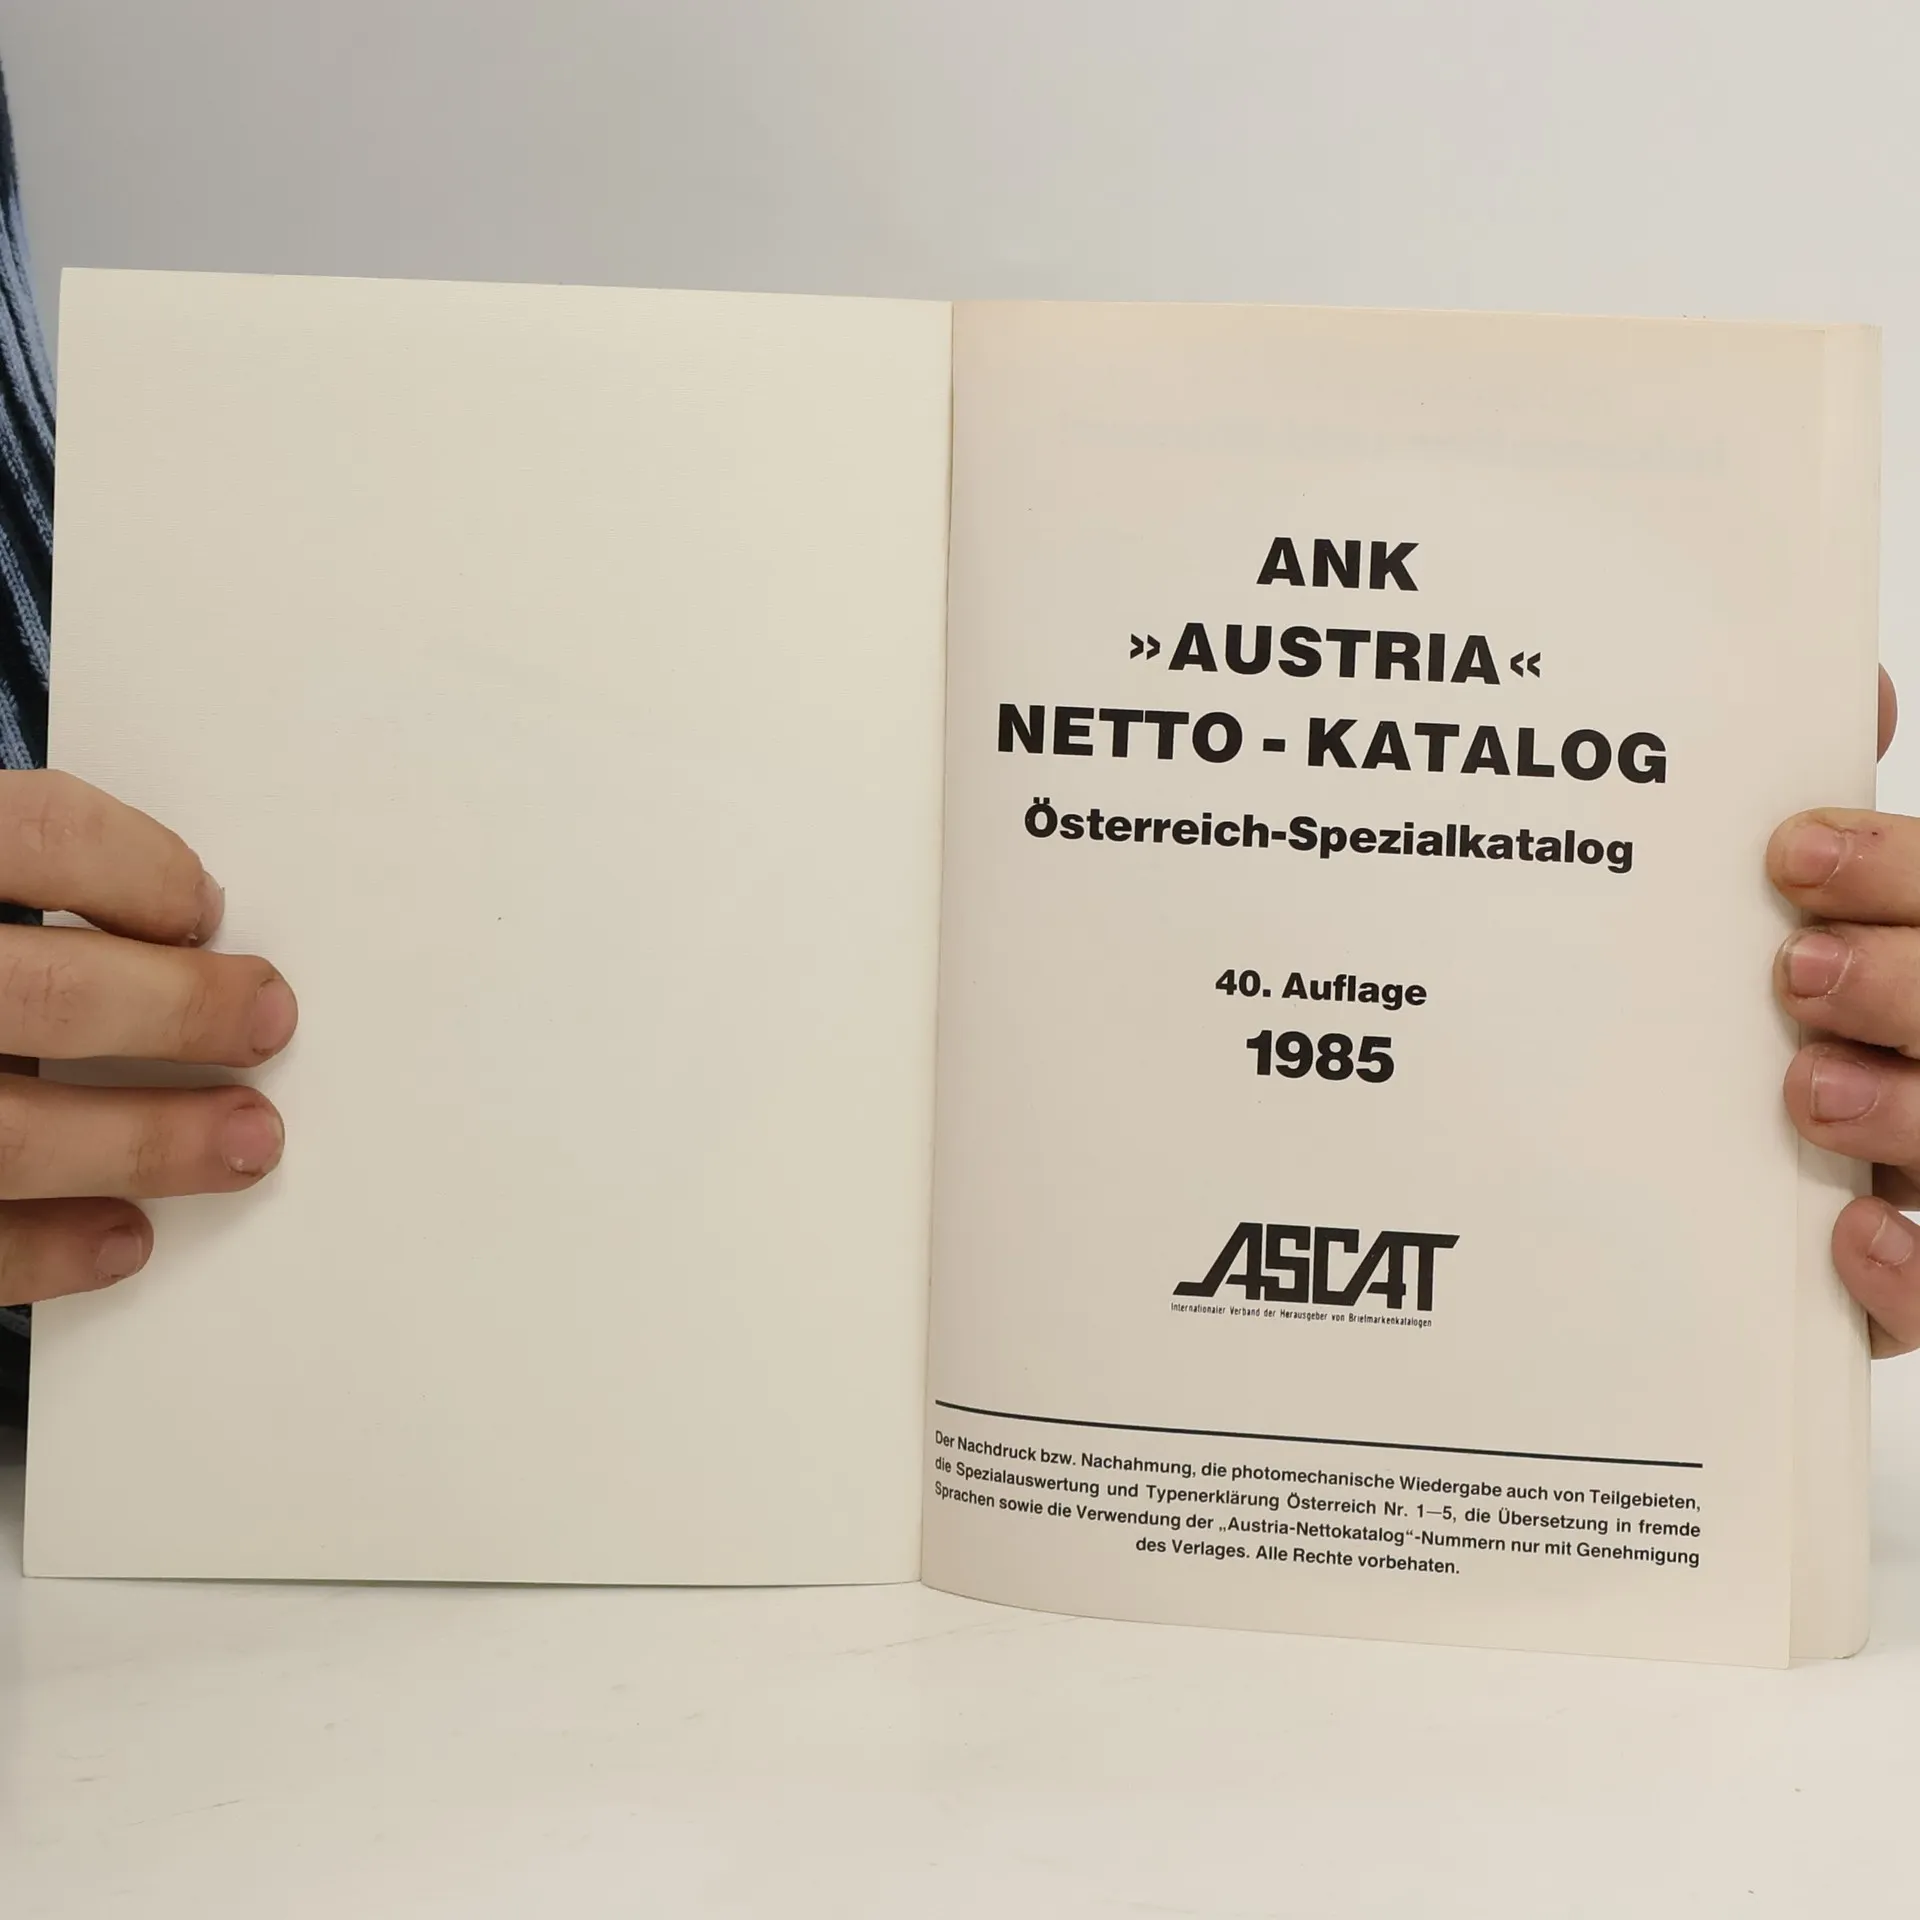 ANK
»AUSTRIA«
NETTO - KATALOG
Österreich-Spezialkatalog
40. Auflage
1985
ASCAT
Internationaler Verband der Herausgeber von Briefmarkenkatalogen
Der Nachdruck bzw. Nachahmung, die photomechanische Wiedergabe auch von Teilgebieten,
die Spezialauswertung und Typenerklärung Österreich Nr. 1—5, die Übersetzung in fremde
Sprachen sowie die Verwendung der „Austria-Nettokatalog“-Nummern nur mit Genehmigung
des Verlages. Alle Rechte vorbehaten.